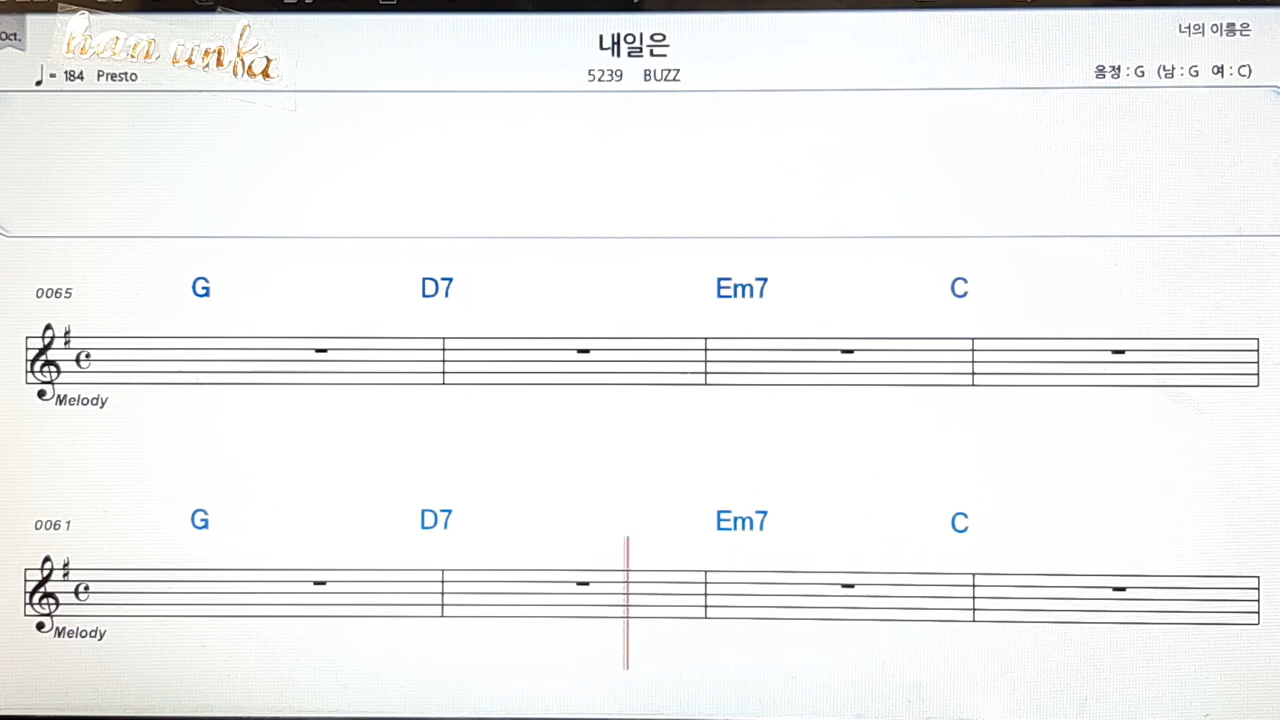 Oct.
han unka
내일은
너의 이름은
♩= 184 Presto
5239 BUZZ
음정 : G (남 : G 여 : C)
0065
G D7 Em7 C
Melody
0061
G D7 Em7 C
Melody